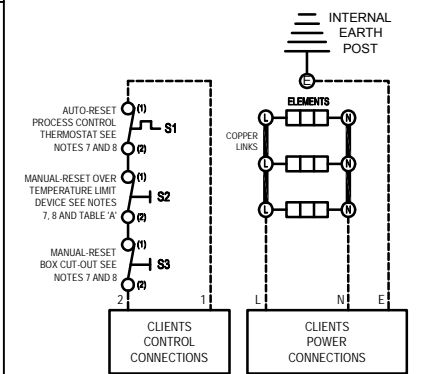 INTERNAL
EARTH
POST
E
ELEMENTS
AUTO-RESET
PROCESS CONTROL
THERMOSTAT SEE
NOTES 7 AND 8
(1)
S1
(2)
COPPER
LINKS
L
N
L
N
L
N
MANUAL-RESET OVER
TEMPERATURE LIMIT
DEVICE SEE NOTES
7, 8 AND TABLE 'A'
(1)
S2
(2)
MANUAL-RESET
BOX CUT-OUT SEE
NOTES 7 AND 8
(1)
S3
(2)
2
1
L
N
E
CLIENTS
CONTROL
CONNECTIONS
CLIENTS
POWER
CONNECTIONS